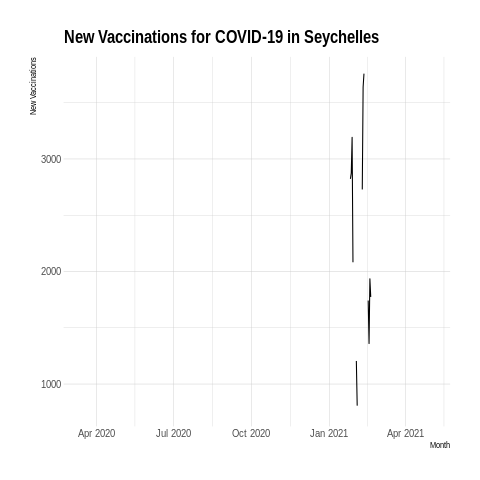 New Vaccinations for COVID-19 in Seychelles
New Vaccinations
3000
2000
1000
Apr 2020 Jul 2020 Oct 2020 Jan 2021 Apr 2021
Month